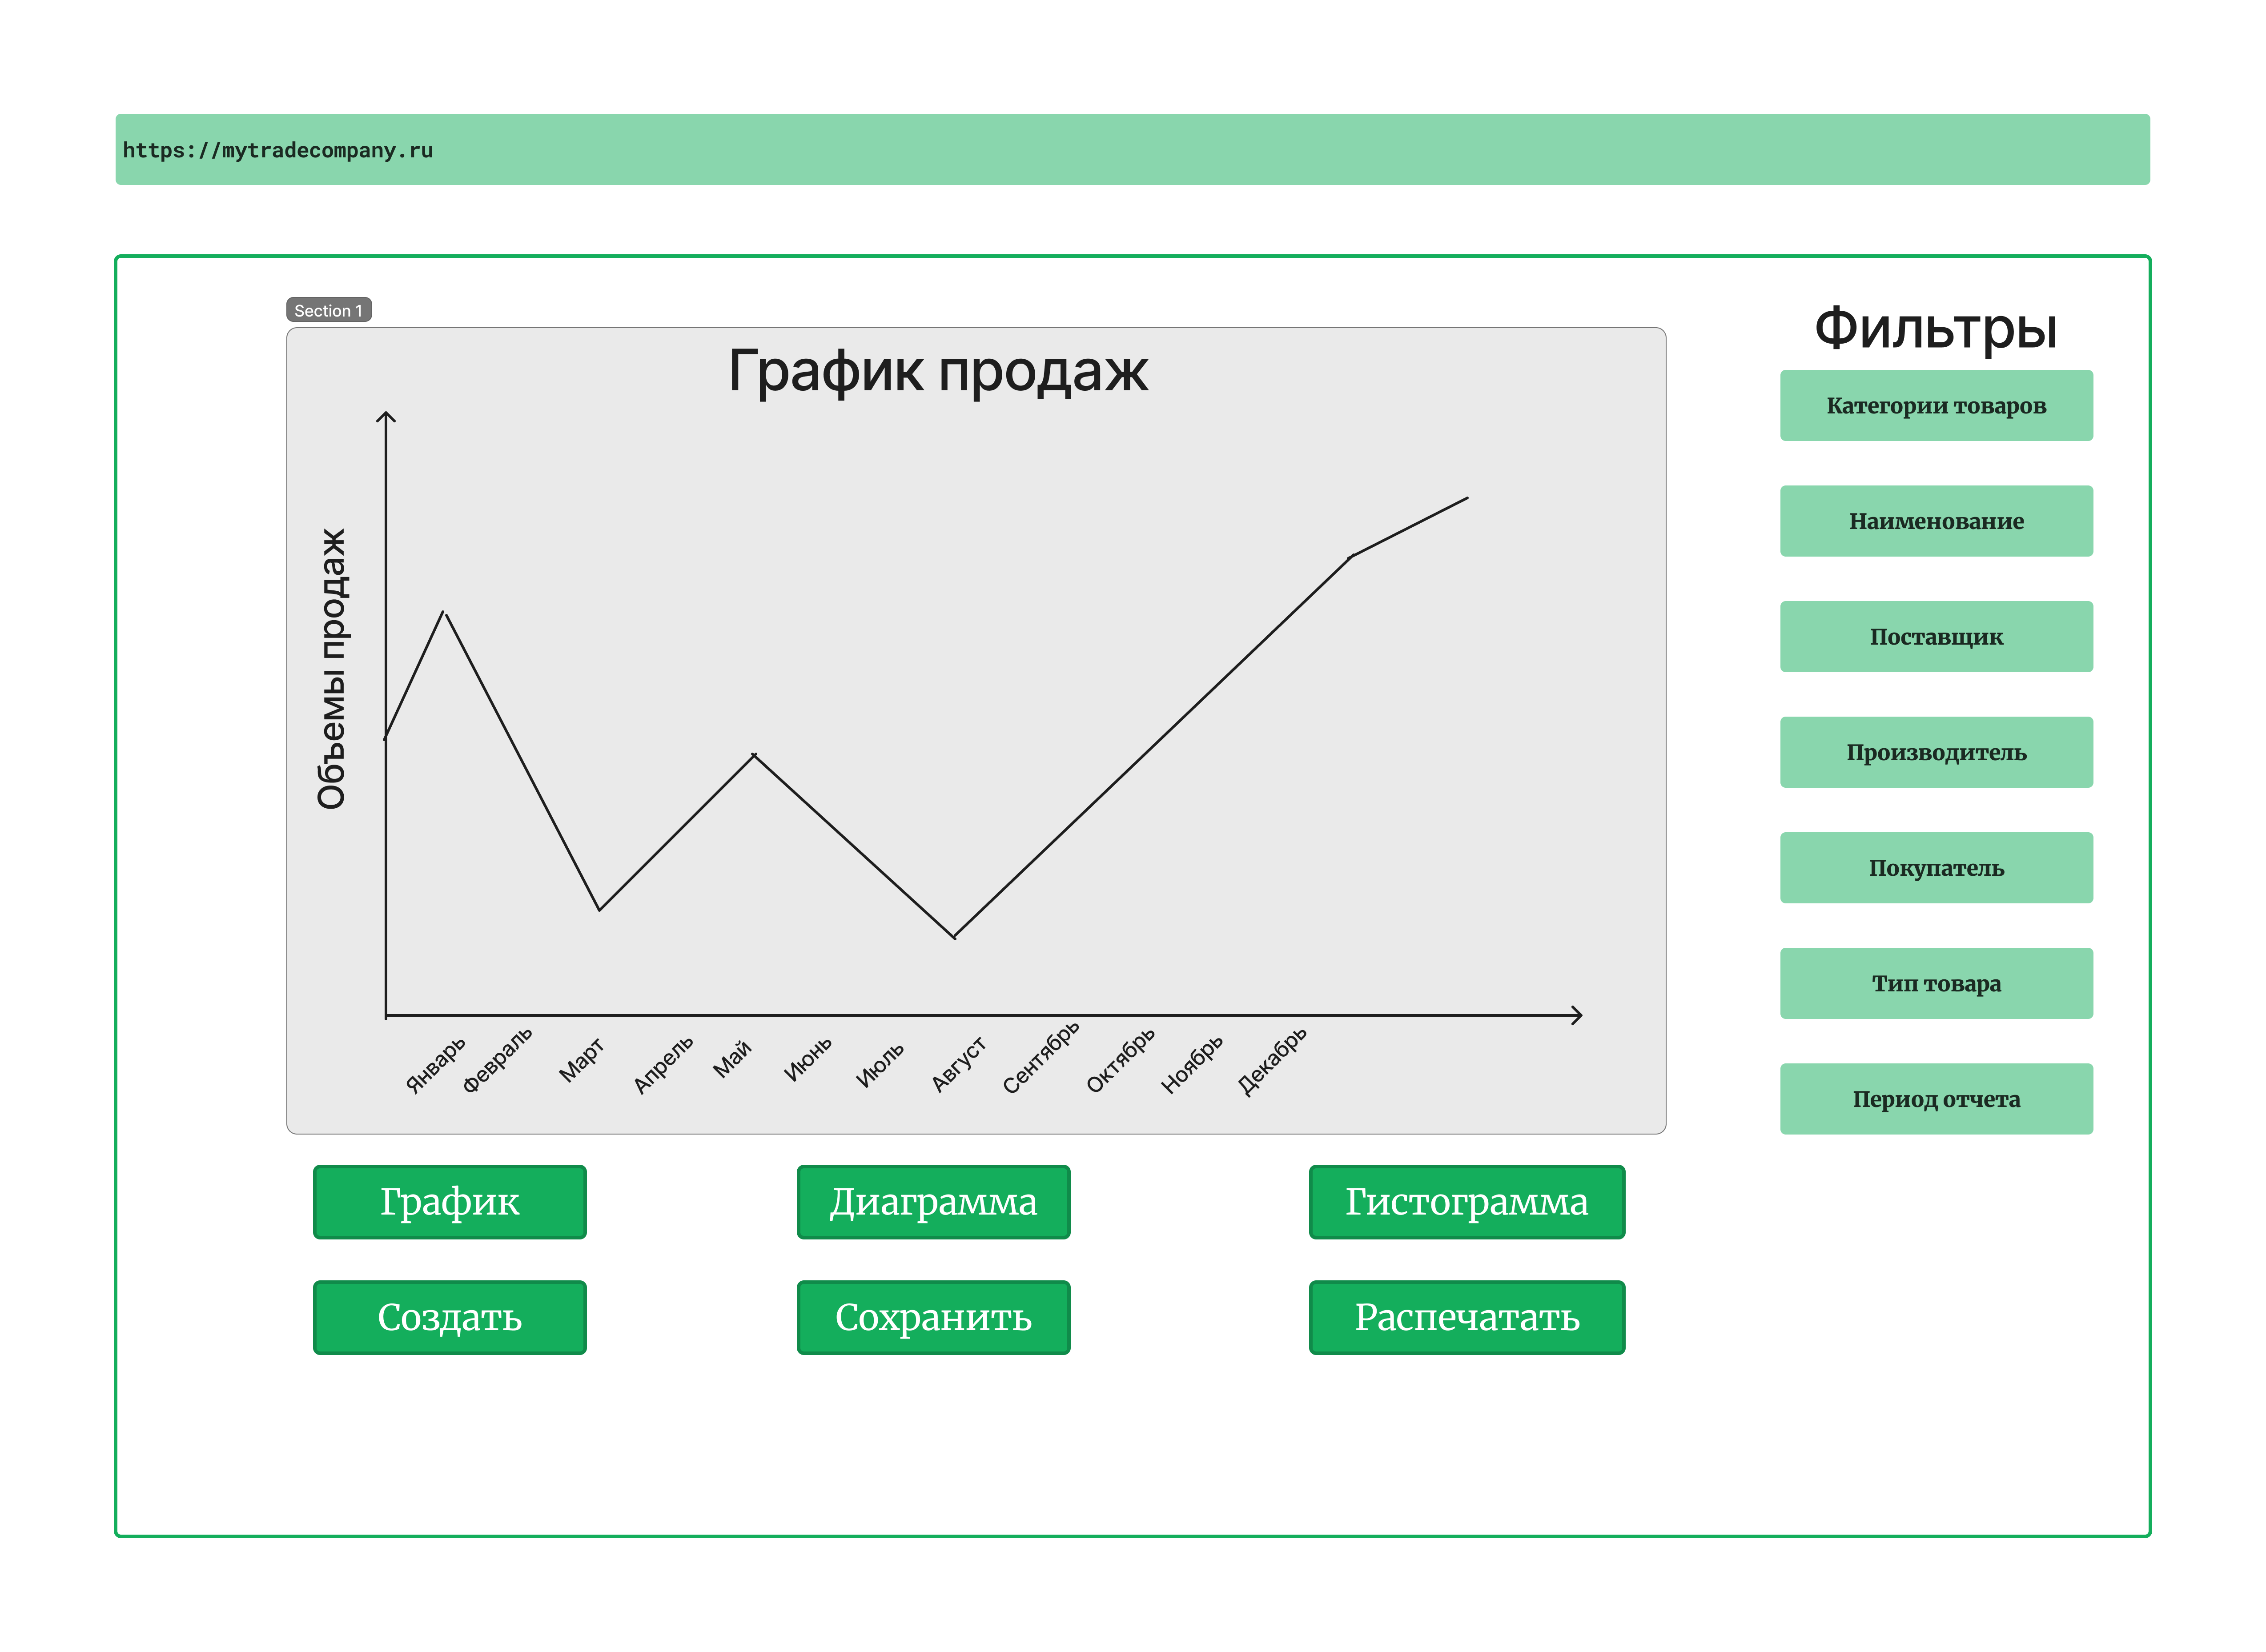 https://mytradecompany.ru
Section 1
График продаж
Объемы продаж
Январь
Февраль
Март
Апрель
Май
Июнь
Июль
Август
Сентябрь
Октябрь
Ноябрь
Декабрь
Фильтры
Категории товаров
Наименование
Поставщик
Производитель
Покупатель
Тип товара
Период отчета
График
Диаграмма
Гистограмма
Создать
Сохранить
Распечатать